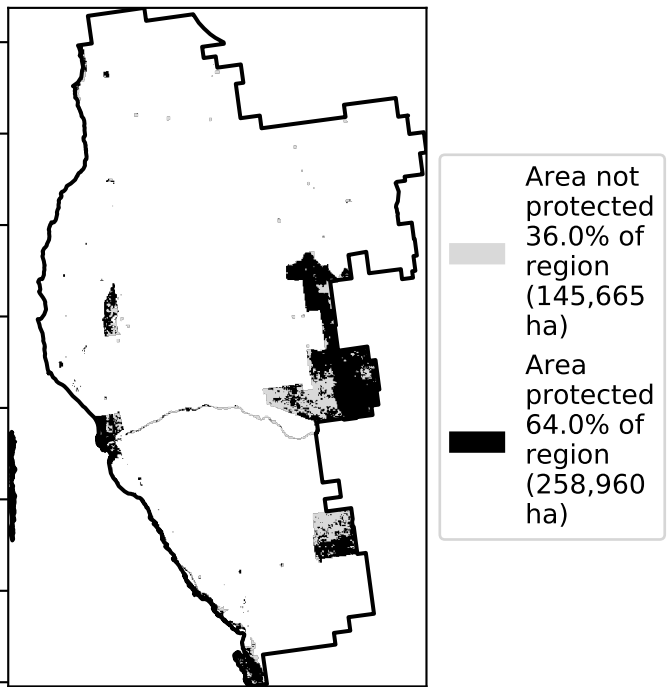 Area not
protected
36.0% of
region
(145,665
ha)
Area
protected
64.0% of
region
(258,960
ha)